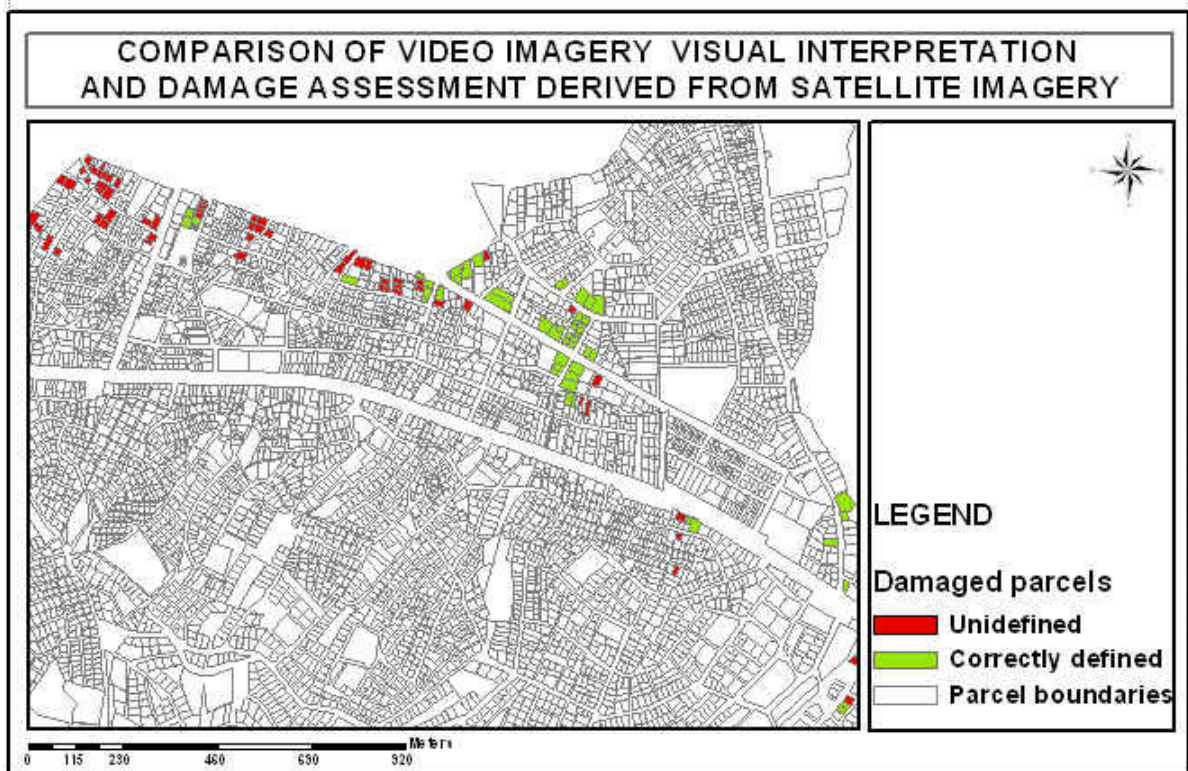 COMPARISON OF VIDEO IMAGERY VISUAL INTERPRETATION
AND DAMAGE ASSESSMENT DERIVED FROM SATELLITE IMAGERY
LEGEND
Damaged parcels
Unidefined
Correctly defined
Parcel boundaries
Meters
0 115 230 460 690 920